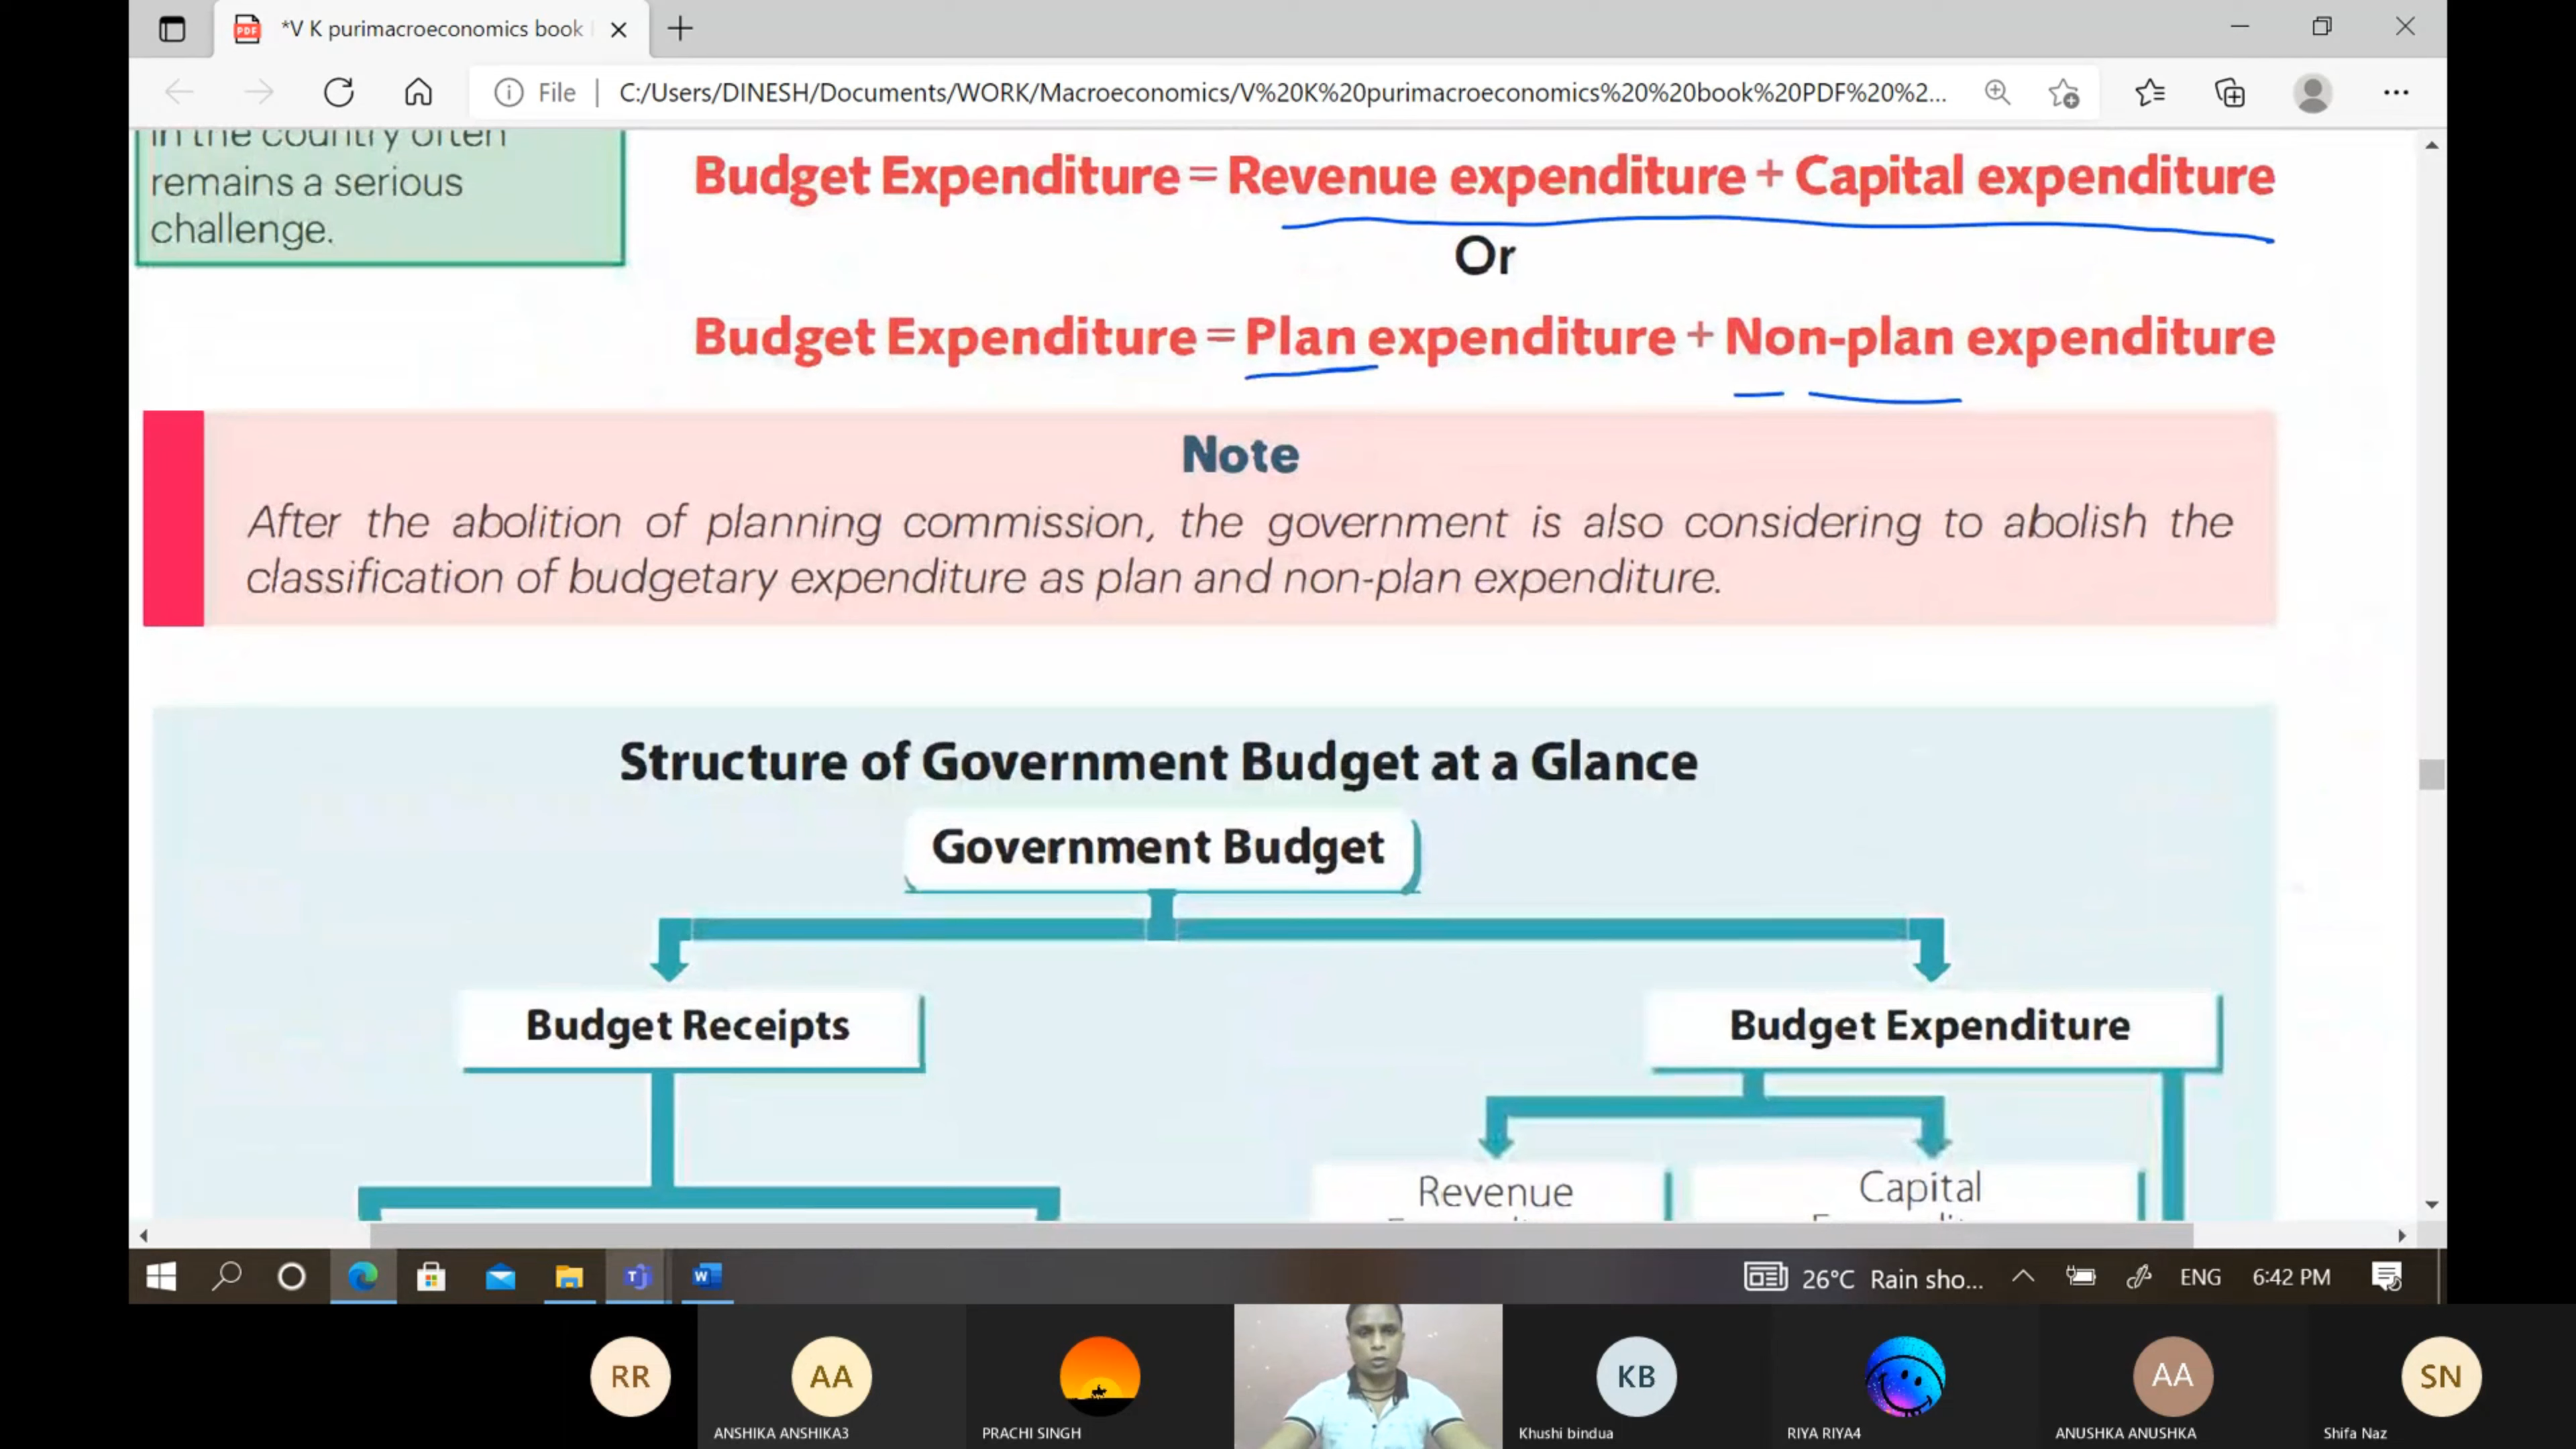 *V K purimacroeconomics book
File
C:/Users/DINESH/Documents/WORK/Macroeconomics/V%20K%20purimacroeconomics%20%20book%20PDF%20%2...
in the country often
remains a serious
challenge.
Budget Expenditure = Revenue expenditure + Capital expenditure
Or
Budget Expenditure = Plan expenditure + Non-plan expenditure
Note
After the abolition of planning commission, the government is also considering to abolish the
classification of budgetary expenditure as plan and non-plan expenditure.
Structure of Government Budget at a Glance
Government Budget
Budget Receipts
Budget Expenditure
Revenue
Capital
26°C Rain sho...
ENG
6:42 PM
RR
AA
KB
AA
SN
ANSHIKA ANSHIKA3
PRACHI SINGH
Khushi bindua
RIYA RIYA4
ANUSHKA ANUSHKA
Shifa Naz